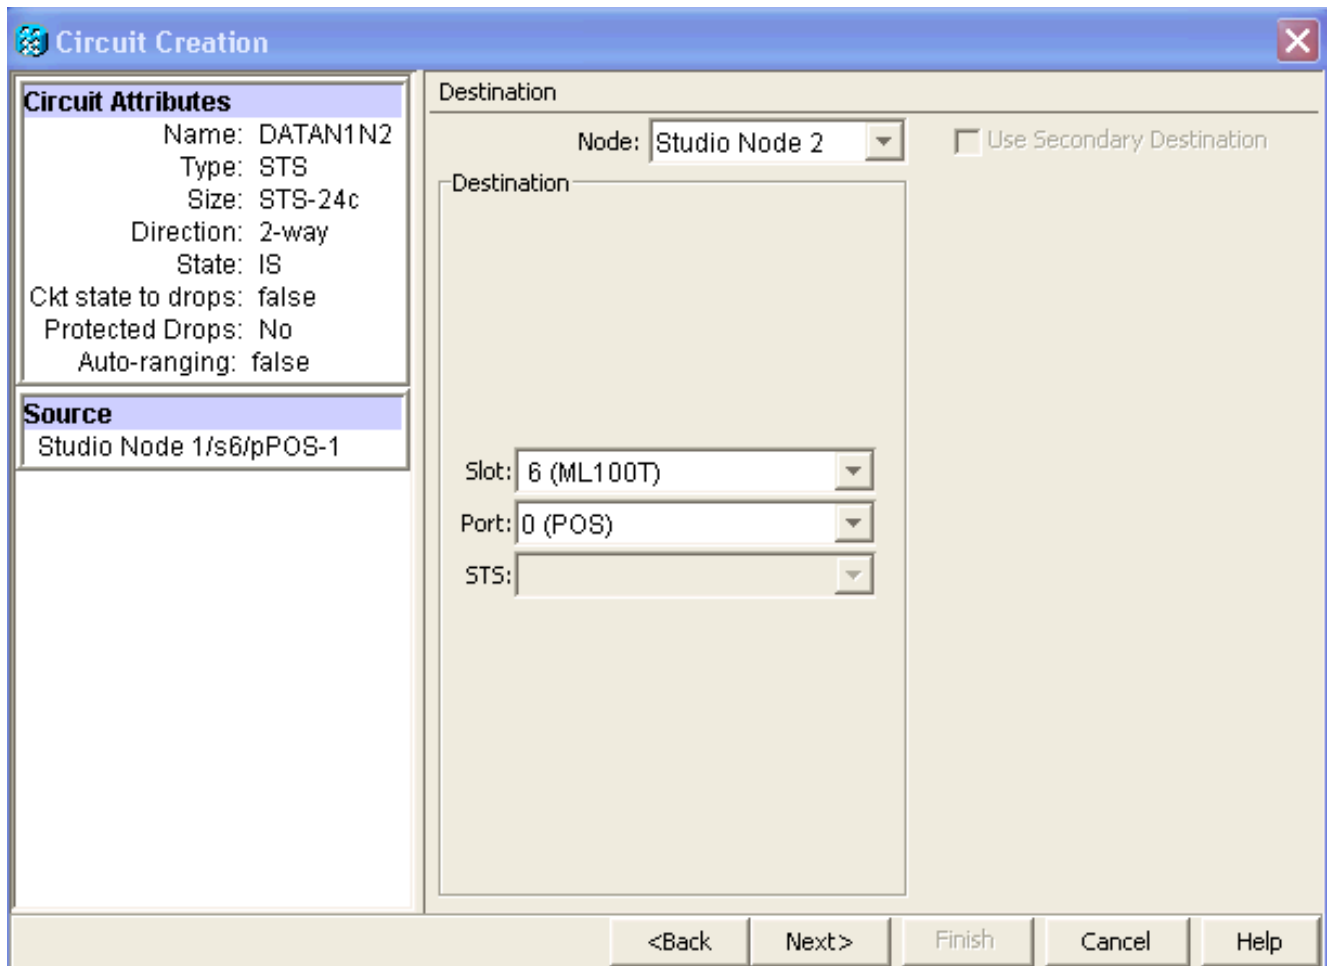 Circuit Creation
Circuit Attributes
Name: DATAN1N2
Type: STS
Size: STS-24c
Direction: 2-way
State: IS
Ckt state to drops: false
Protected Drops: No
Auto-ranging: false
Source
Studio Node 1/s6/pPOS-1
Destination
Node: Studio Node 2
Use Secondary Destination
Destination
Slot: 6 (ML100T)
Port: 0 (POS)
STS:
<Back
Next>
Finish
Cancel
Help